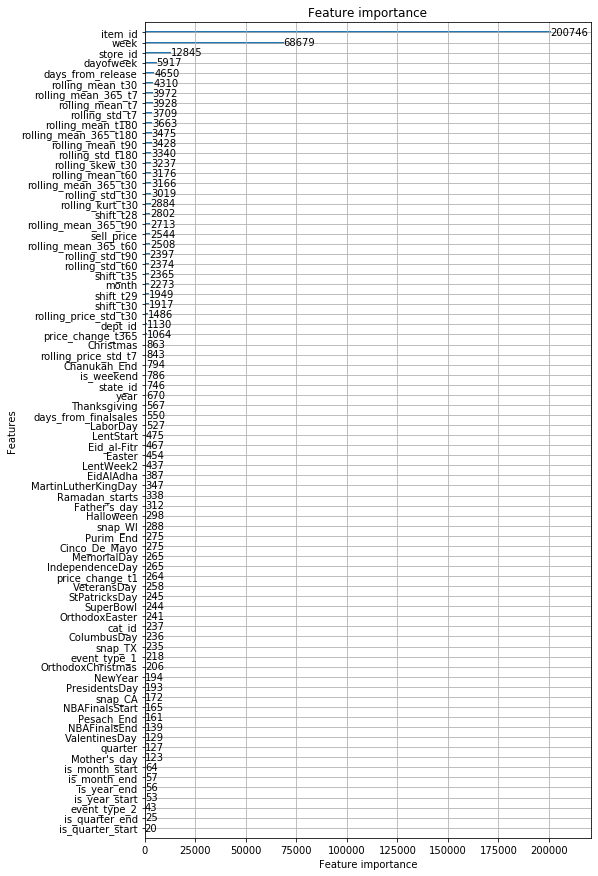 Feature importance
item_id 200746
week 68679
store_id 12845
dayofweek 5917
days_from_release 4650
rolling_mean_t30 4310
rolling_mean_365_t7 3972
rolling_mean_t7 3928
rolling_std_t7 3709
rolling_mean_t180 3663
rolling_mean_365_t180 3475
rolling_mean_t90 3428
rolling_std_t180 3340
rolling_skew_t30 3237
rolling_mean_t60 3176
rolling_mean_365_t30 3166
rolling_std_t30 3019
rolling_kurt_t30 2884
shift_t28 2802
rolling_mean_365_t90 2713
sell_price 2544
rolling_mean_365_t60 2508
rolling_std_t90 2397
rolling_std_t60 2374
shift_t35 2365
month 2273
shift_t29 1949
shift_t30 1917
rolling_price_std_t30 1486
dept_id 1130
price_change_t365 1064
Christmas 863
rolling_price_std_t7 843
Chanukah_End 794
is_weekend 786
state_id 746
year 670
Thanksgiving 567
days_from_finalsales 550
LaborDay 527
LentStart 475
Eid_al-Fitr 467
Easter 454
LentWeek2 437
EidAlAdha 387
MartinLutherKingDay 347
Ramadan_starts 338
Father's_day 312
Halloween 298
snap_WI 288
Purim_End 275
Cinco_De_Mayo 275
MemorialDay 265
IndependenceDay 265
price_change_t1 264
VeteransDay 258
StPatricksDay 245
SuperBowl 244
OrthodoxEaster 241
cat_id 237
ColumbusDay 236
snap_TX 235
event_type_1 218
OrthodoxChristmas 206
NewYear 194
PresidentsDay 193
snap_CA 172
NBAFinalsStart 165
Pesach_End 161
NBAFinalsEnd 139
ValentinesDay 129
quarter 127
Mother's_day 123
is_month_start 64
is_month_end 57
is_year_end 56
is_year_start 53
event_type_2 43
is_quarter_end 25
is_quarter_start 20
Features
0 25000 50000 75000 100000 125000 150000 175000 200000
Feature importance